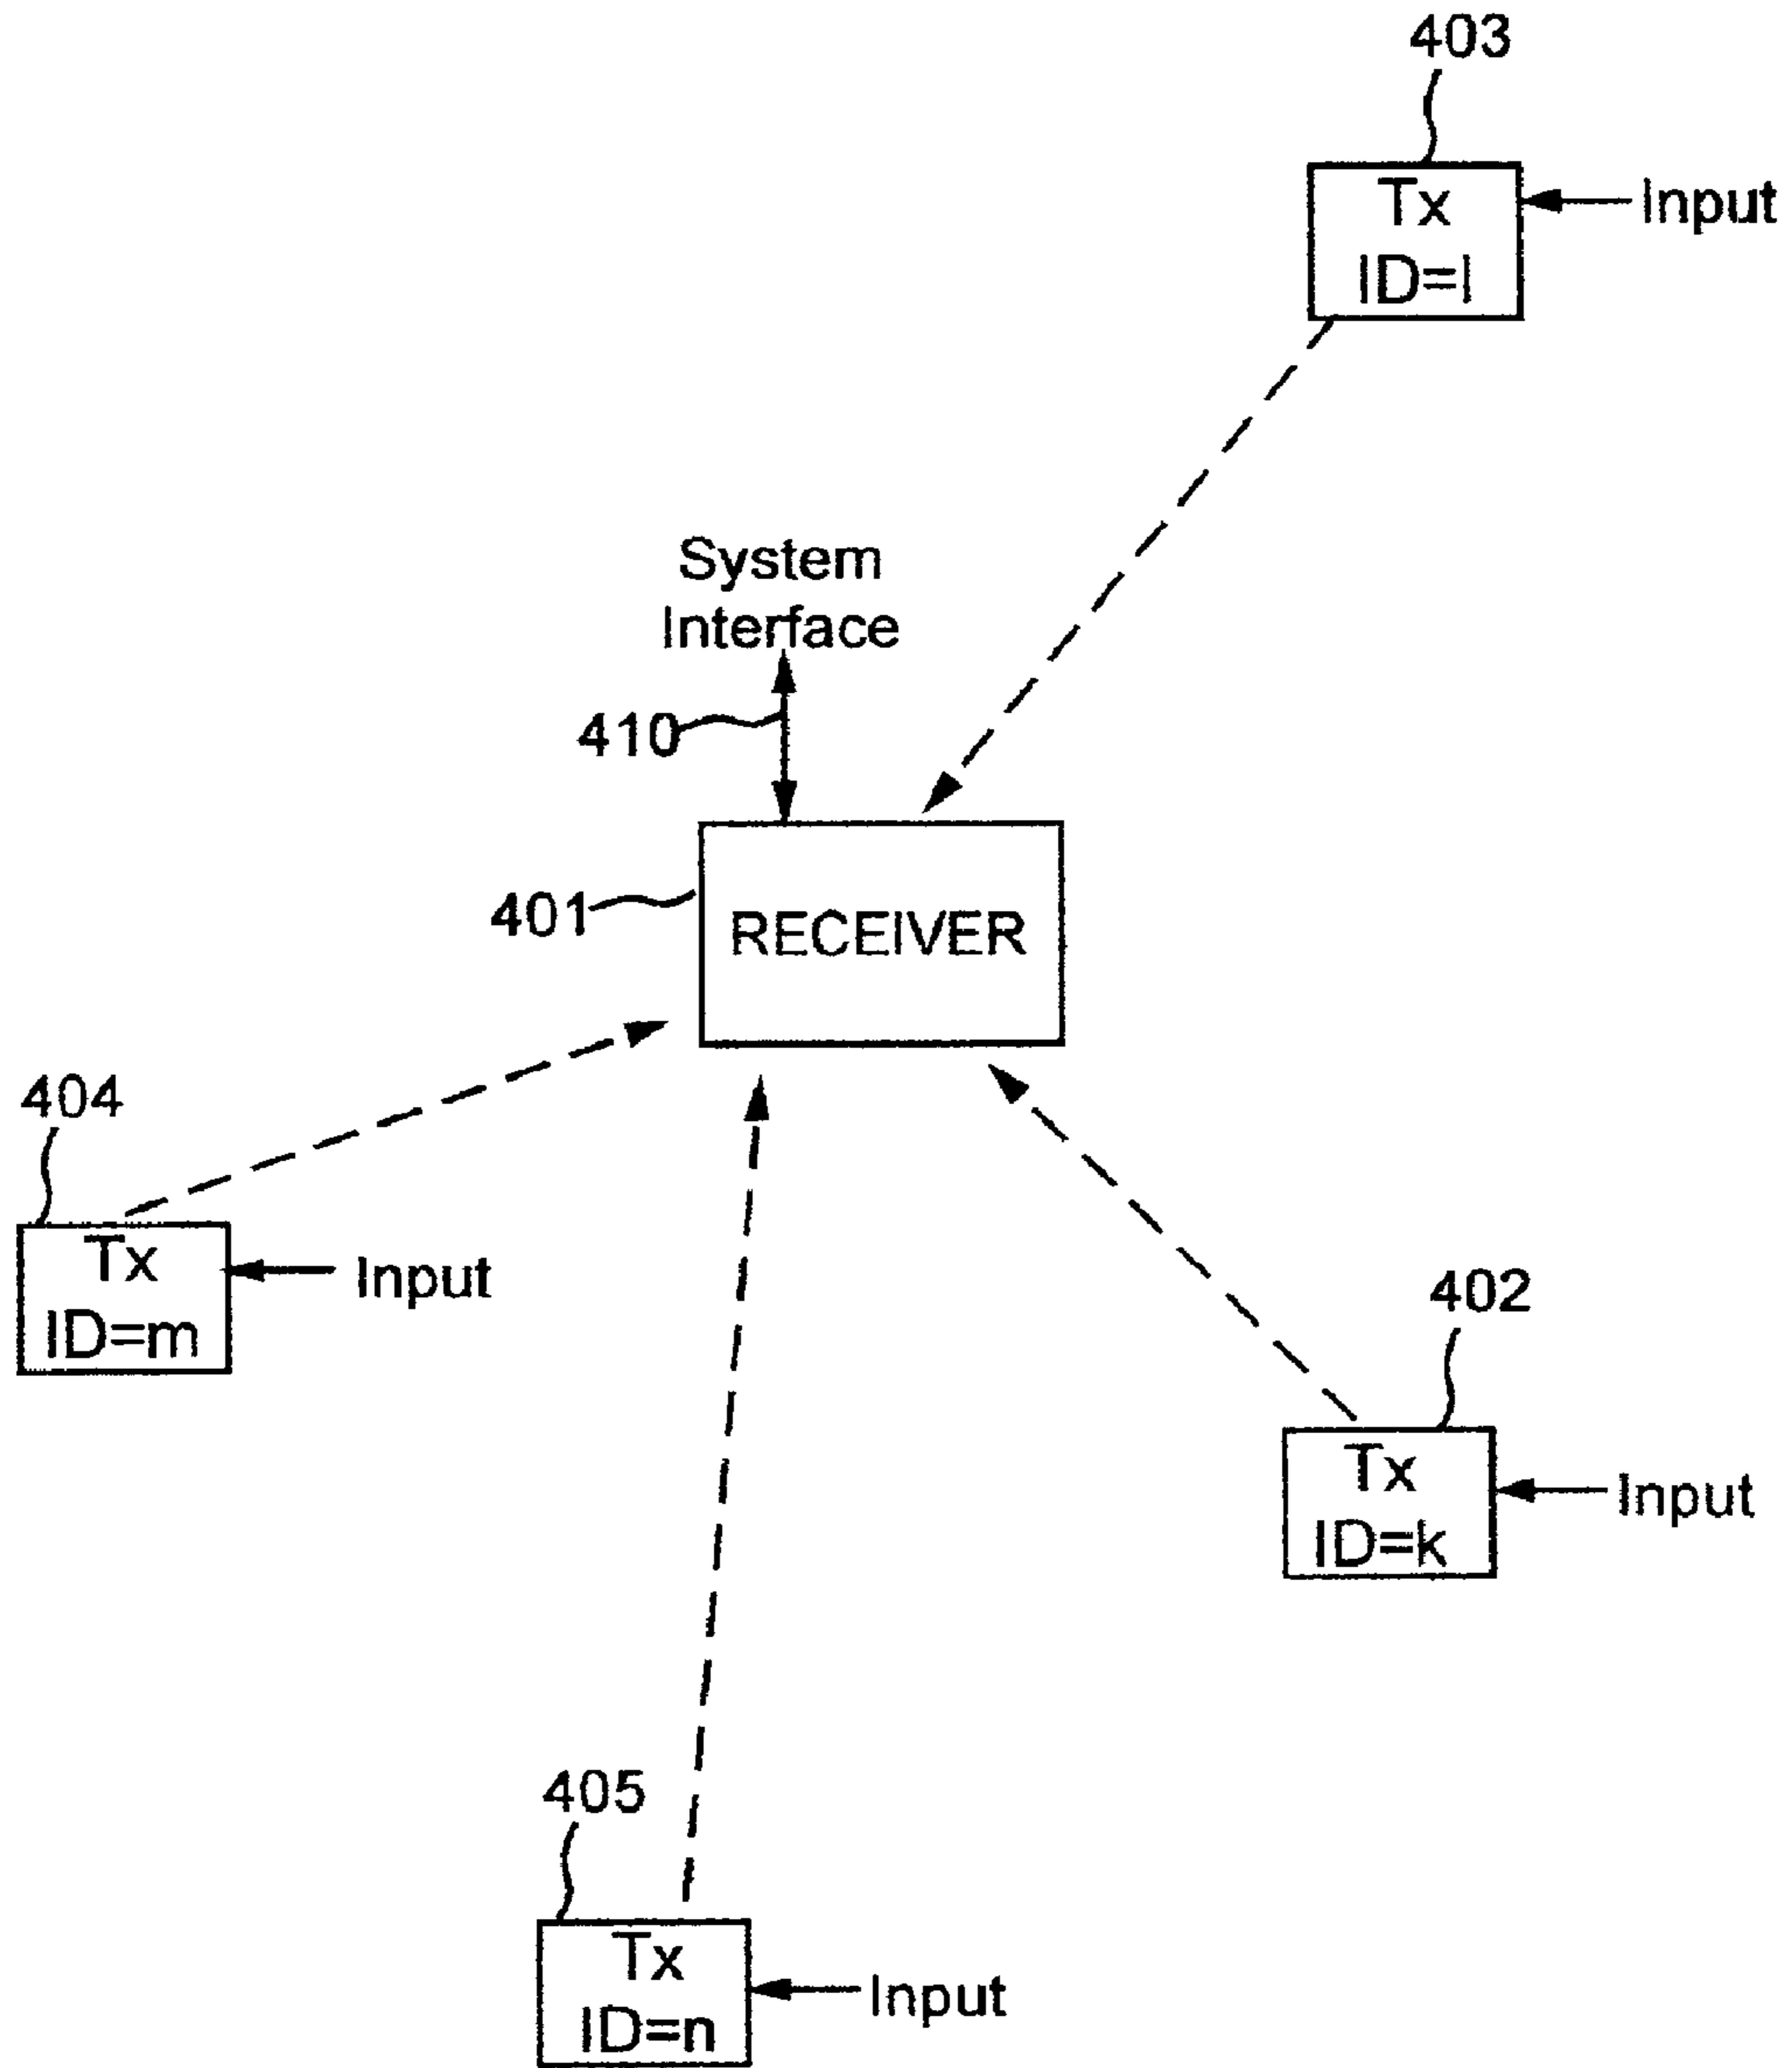 403
Tx
ID=l
Input
System
Interface
410
401
RECEIVER
404
Tx
ID=m
Input
402
Tx
ID=k
Input
405
Tx
ID=n
Input